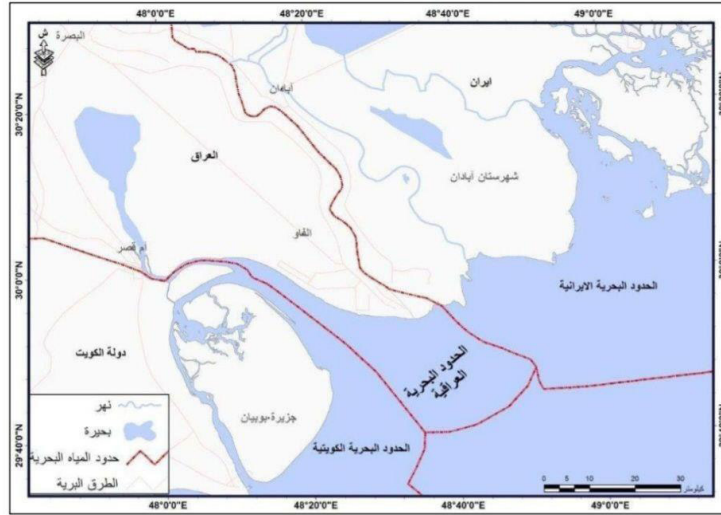 48°0'0"E
48°20'0"E
48°40'0"E
49°0'0"E
ش
البصرة
ايران
آبادان
30°20'0"N
العراق
شهرستان آبادان
الفاو
ام قصر
30°0'0"N
الحدود البحرية الايرانية
دولة الكويت
الحدود البحرية
العراقية
نهر
بحيرة
حدود المياه البحرية
الطرق البرية
جزيرة-بوبيان
الحدود البحرية الكويتية
29°40'0"N
0 5 10 20 30
كيلومتر
48°0'0"E
48°20'0"E
48°40'0"E
49°0'0"E